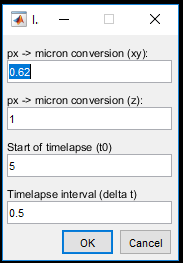 I.
px -> micron conversion (xy):
0.62
px -> micron conversion (z):
1
Start of timelapse (t0)
5
Timelapse interval (delta t)
0.5
OK Cancel